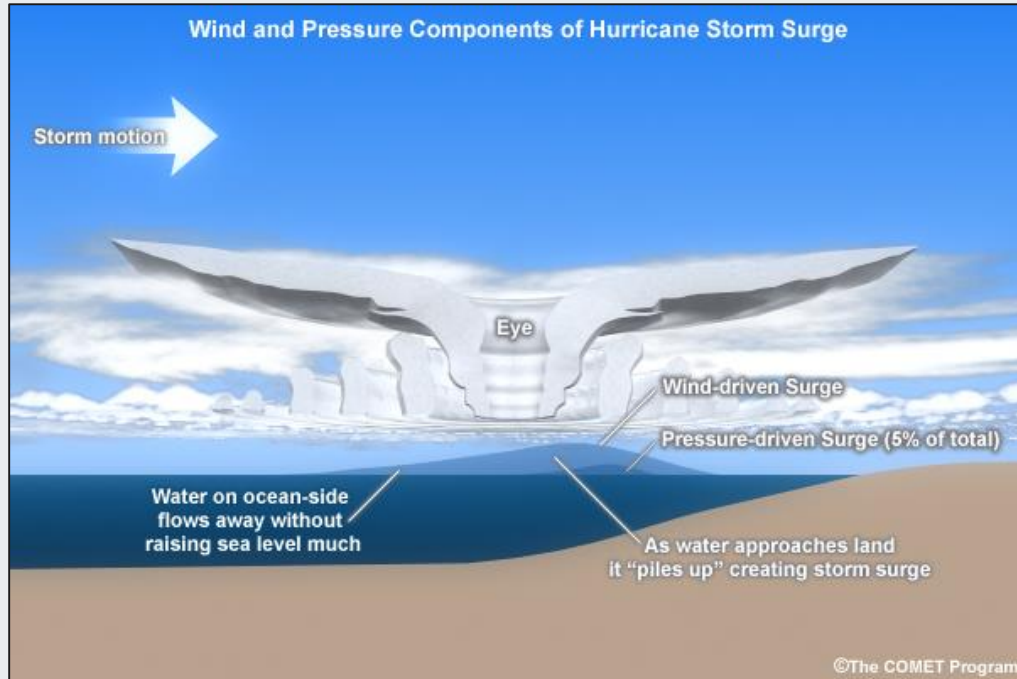 Wind and Pressure Components of Hurricane Storm Surge
Storm motion
Eye
Wind-driven Surge
Pressure-driven Surge (5% of total)
Water on ocean-side
flows away without
raising sea level much
As water approaches land
it “piles up” creating storm surge
©The COMET Program